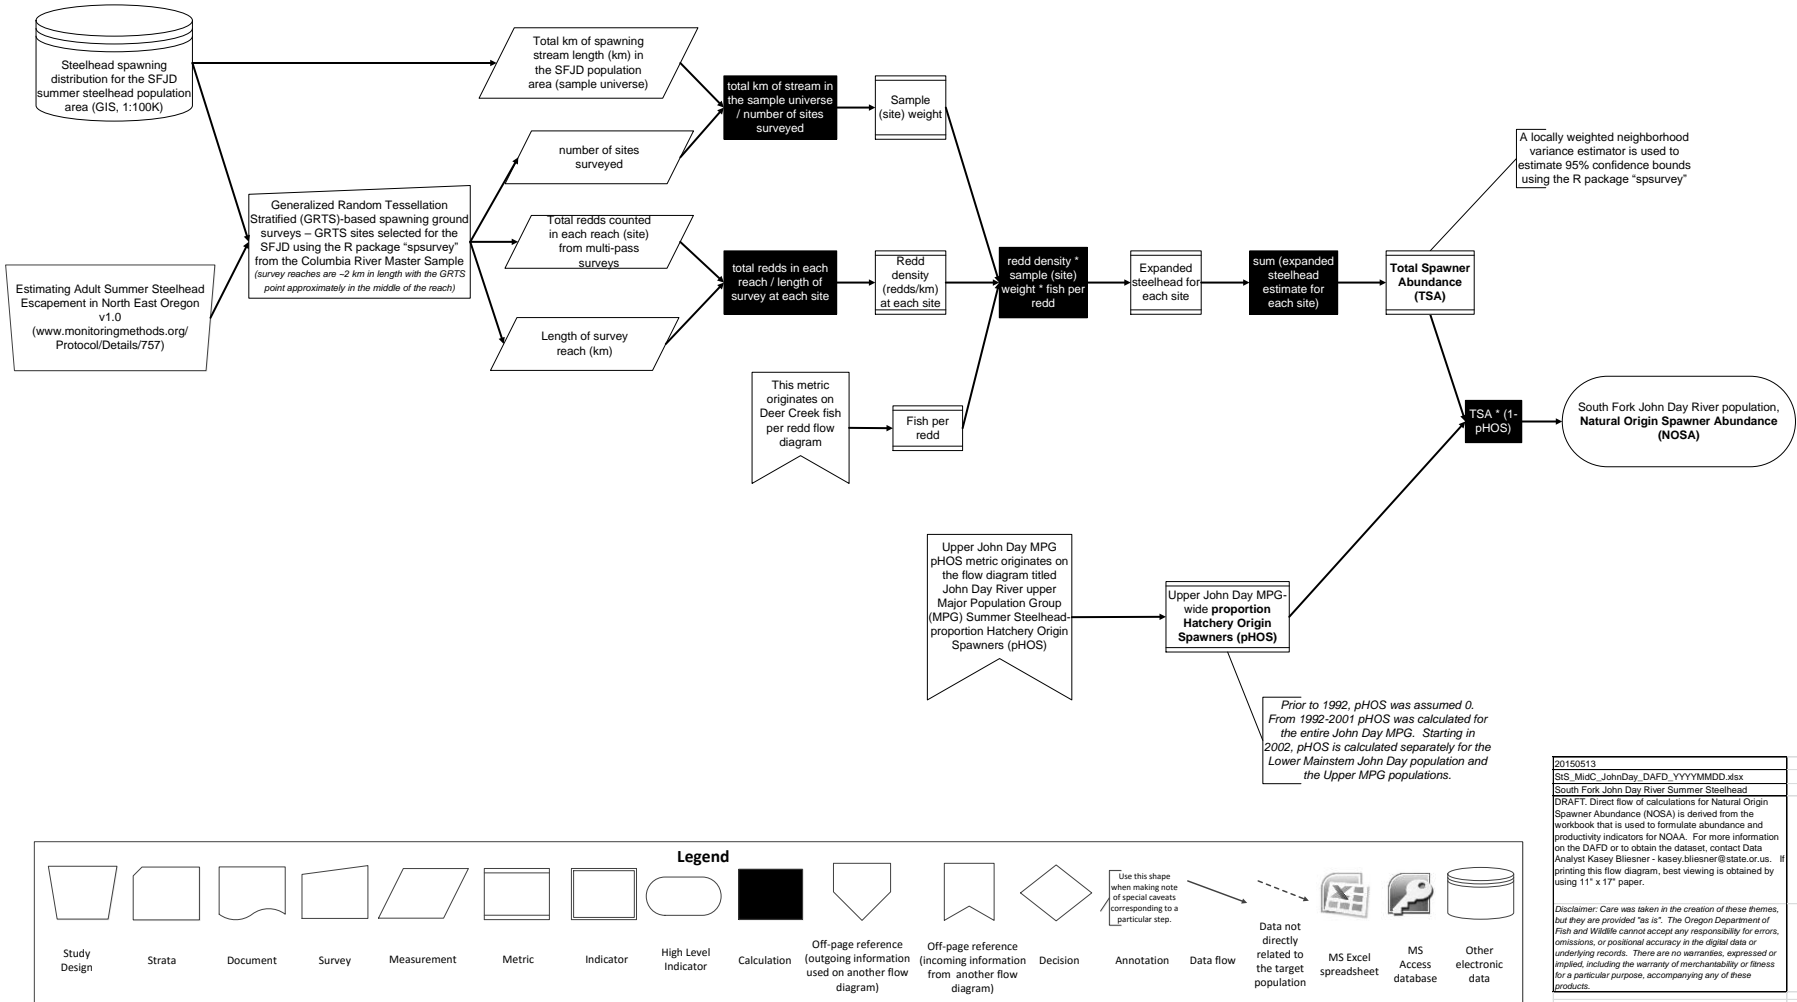 Steelhead spawning
distribution for the SFJD
summer steelhead population
area (GIS, 1:100K)
Total km of spawning
stream length (km) in
the SFJD population
area (sample universe)
total km of stream in
the sample universe
/ number of sites
surveyed
Sample
(site) weight
number of sites
surveyed
A locally weighted neighborhood
variance estimator is used to
estimate 95% confidence bounds
using the R package “spsurvey”
Generalized Random Tessellation
Stratified (GRTS)-based spawning ground
surveys – GRTS sites selected for the
SFJD using the R package “spsurvey”
from the Columbia River Master Sample
(survey reaches are ~2 km in length with the GRTS
point approximately in the middle of the reach)
Estimating Adult Summer Steelhead
Escapement in North East Oregon
v1.0
(www.monitoringmethods.org/
Protocol/Details/757)
Total redds counted
in each reach (site)
from multi-pass
surveys
Length of survey
reach (km)
total redds in each
reach / length of
survey at each site
Redd
density
(redds/km)
at each site
redd density *
sample (site)
weight * fish per
redd
Expanded
steelhead for
each site
sum (expanded
steelhead
estimate for
each site)
Total Spawner
Abundance
(TSA)
This metric
originates on
Deer Creek fish
per redd flow
diagram
Fish per
redd
TSA * (1-
pHOS)
South Fork John Day River population,
Natural Origin Spawner Abundance
(NOSA)
Upper John Day MPG
pHOS metric originates on
the flow diagram titled
John Day River upper
Major Population Group
(MPG) Summer Steelhead-
proportion Hatchery Origin
Spawners (pHOS)
Upper John Day MPG-
wide proportion
Hatchery Origin
Spawners (pHOS)
Prior to 1992, pHOS was assumed 0.
From 1992-2001 pHOS was calculated for
the entire John Day MPG.  Starting in
2002, pHOS is calculated separately for the
Lower Mainstem John Day population and
the Upper MPG populations.
20150513
StS_MidC_JohnDay_DAFD_YYYYMMDD.xlsx
South Fork John Day River Summer Steelhead
DRAFT. Direct flow of calculations for Natural Origin
Spawner Abundance (NOSA) is derived from the
workbook that is used to formulate abundance and
productivity indicators for NOAA.  For more information
on the DAFD or to obtain the dataset, contact Data
Analyst Kasey Bliesner - kasey.bliesner@state.or.us.  If
printing this flow diagram, best viewing is obtained by
using 11" x 17" paper.
Disclaimer: Care was taken in the creation of these themes,
but they are provided "as is".  The Oregon Department of
Fish and Wildlife cannot accept any responsibility for errors,
omissions, or positional accuracy in the digital data or
underlying records.  There are no warranties, expressed or
implied, including the warranty of merchantability or fitness
for a particular purpose, accompanying any of these
products.
Legend
Use this shape
when making note
of special caveats
corresponding to a
particular step.
Study
Design
Strata
Document
Survey
Measurement
Metric
Indicator
High Level
Indicator
Calculation
Off-page reference
(outgoing information
used on another flow
diagram)
Off-page reference
(incoming information
from  another flow
diagram)
Decision
Annotation
Data flow
Data not
directly
related to
the target
population
MS Excel
spreadsheet
MS
Access
database
Other
electronic
data